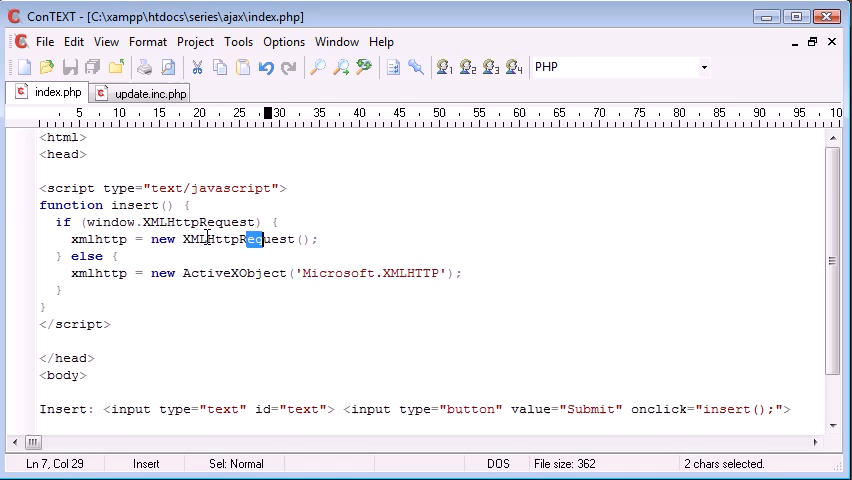 ConTEXT - [C:\xampp\htdocs\series\ajax\index.php]
File Edit View Format Project Tools Options Window Help
1 2 3 4 PHP
index.php update.inc.php
5 10 15 20 25 30 35 40 45 50 55 60 65 70 75 80 85 90 95 10
<html>
<head>
<script type="text/javascript">
function insert() {
if (window.XMLHttpRequest) {
xmlhttp = new XMLHttpRequest();
} else {
xmlhttp = new ActiveXObject('Microsoft.XMLHTTP');
}
}
</script>
</head>
<body>
Insert: <input type="text" id="text"> <input type="button" value="Submit" onclick="insert();">
Ln 7, Col 29 Insert Sel: Normal DOS File size: 362 2 chars selected.